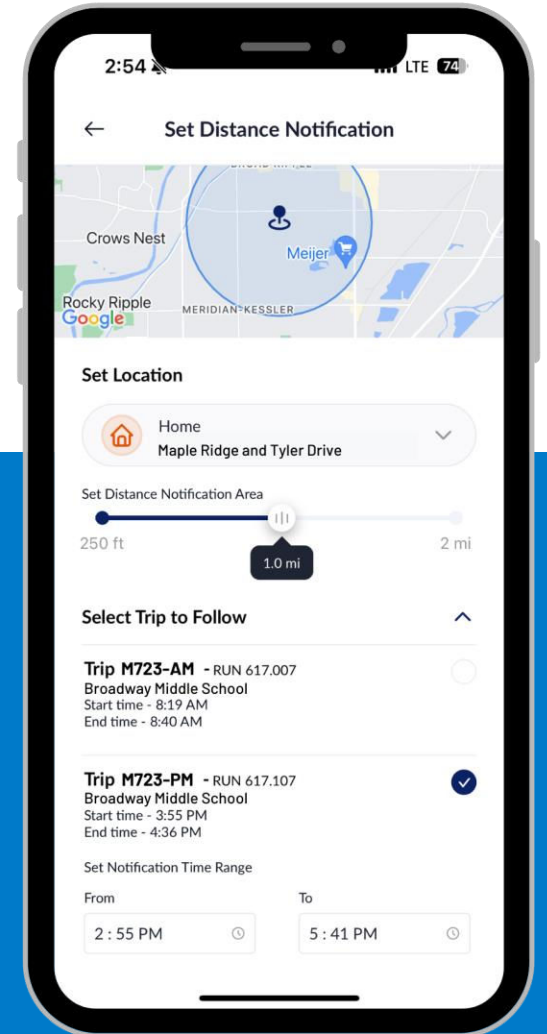 2:54
LTE 74
Set Distance Notification
Crows Nest
Meijer
Rocky Ripple
Google
MERIDIAN-KESSLER
Set Location
Home
Maple Ridge and Tyler Drive
Set Distance Notification Area
250 ft
2 mi
1.0 mi
Select Trip to Follow
Trip M723-AM - RUN 617.007
Broadway Middle School
Start time - 8:19 AM
End time - 8:40 AM
Trip M723-PM - RUN 617.107
Broadway Middle School
Start time - 3:55 PM
End time - 4:36 PM
Set Notification Time Range
From
To
2 : 55 PM
5 : 41 PM